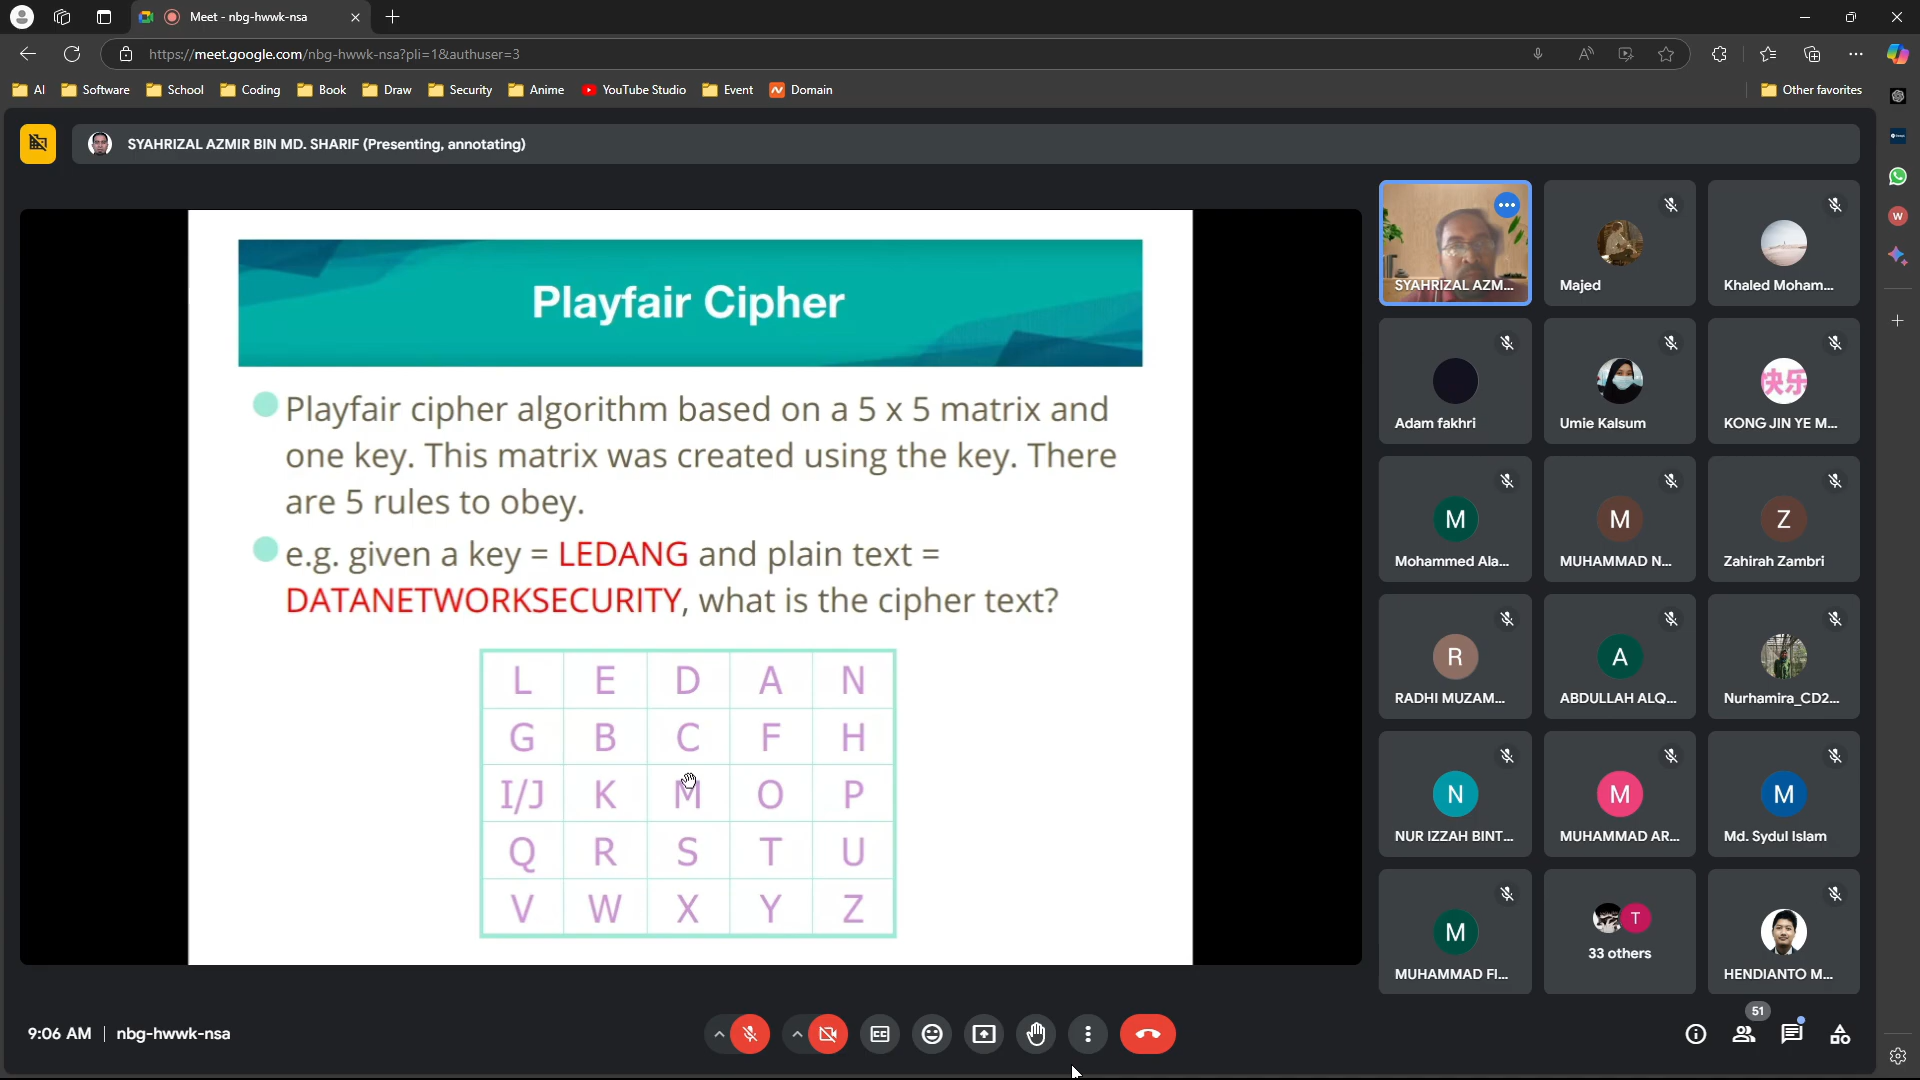 Meet - nbg-hwwk-nsa
https://meet.google.com/nbg-hwwk-nsa?pli=1&authuser=3
AI Software School Coding Book Draw Security Anime YouTube Studio Event Domain Other favorites
SYAHRIZAL AZMIR BIN MD. SHARIF (Presenting, annotating)
Playfair Cipher
Playfair cipher algorithm based on a 5 x 5 matrix and
one key. This matrix was created using the key. There
are 5 rules to obey.
e.g. given a key = LEDANG and plain text =
DATANETWORKSECURITY, what is the cipher text?
L E D A N
G B C F H
I/J K M O P
Q R S T U
V W X Y Z
SYAHRIZAL AZM...
Majed
Khaled Moham...
Adam fakhri
Umie Kalsum
快乐
KONG JIN YE M...
M
Mohammed Ala...
M
MUHAMMAD N...
Z
Zahirah Zambri
R
RADHI MUZAM...
A
ABDULLAH ALQ...
Nurhamira_CD2...
N
NUR IZZAH BINT...
M
MUHAMMAD AR...
M
Md. Sydul Islam
M
MUHAMMAD FI...
T
33 others
HENDIANTO M...
W
9:06 AM | nbg-hwwk-nsa
51